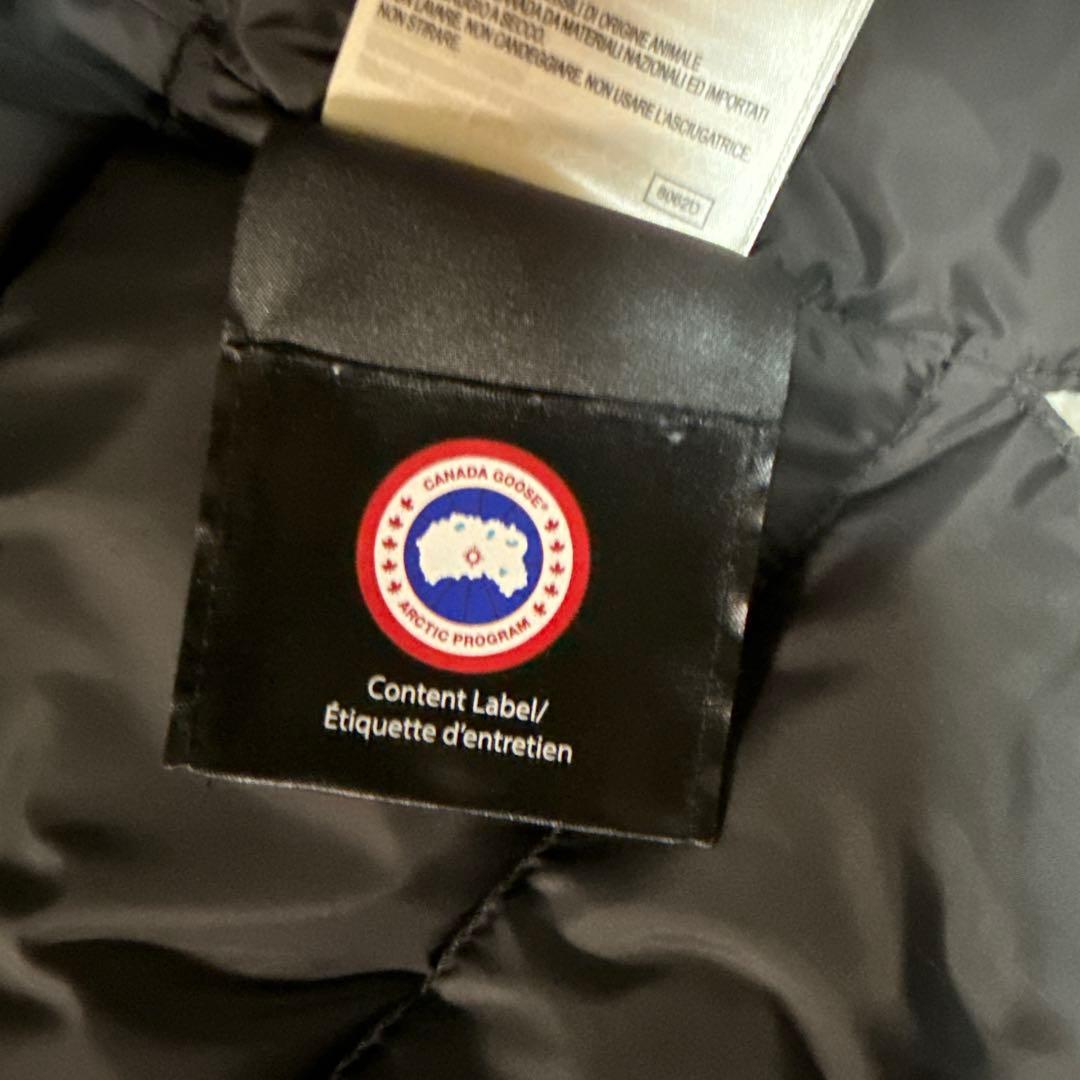 DI ORIGINE ANIMALE
DA MATERIALI NAZIONALI ED IMPORTATI
A SECCO.
NON LAVARE. NON CANDEGGIARE. NON USARE L'ASCIUGATRICE.
NON STIRARE.
CANADA GOOSE®
ARCTIC PROGRAM
Content Label/
Étiquette d'entretien